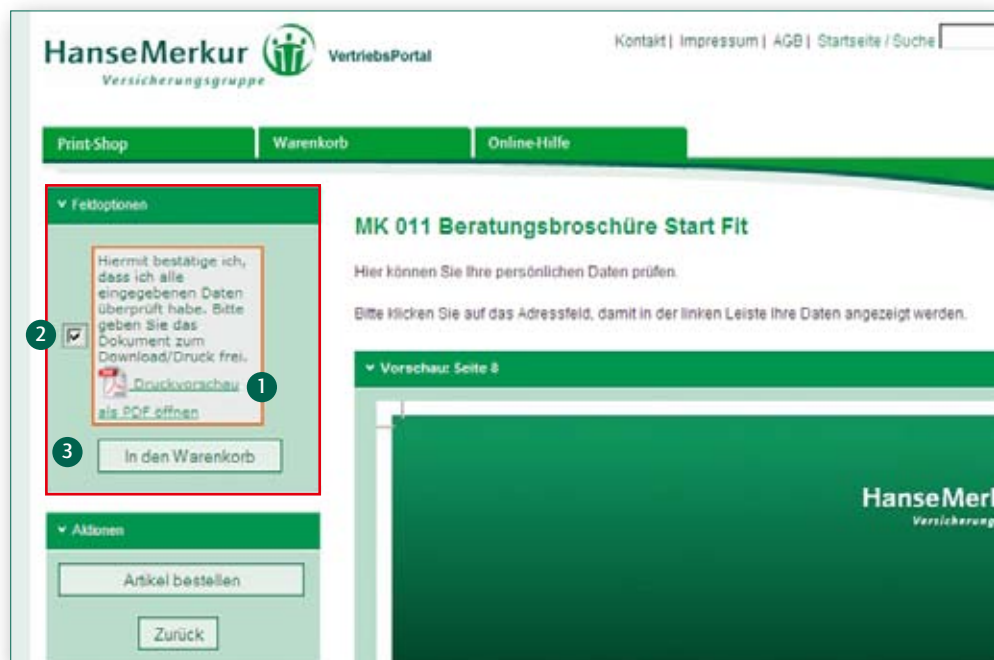 HanseMerkur
Versicherungsgruppe
VertriebsPortal
Kontakt | Impressum | AGB | Startseite / Suche
Print-Shop
Warenkorb
Online-Hilfe
Feldoptionen
Hiermit bestätige ich,
dass ich alle
eingegebenen Daten
überprüft habe. Bitte
geben Sie das
Dokument zum
Download/Druck frei.
2
Druckvorschau
1
als PDF öffnen
3
In den Warenkorb
Aktionen
Artikel bestellen
Zurück
MK 011 Beratungsbroschüre Start Fit
Hier können Sie Ihre persönlichen Daten prüfen.
Bitte klicken Sie auf das Adressfeld, damit in der linken Leiste Ihre Daten angezeigt werden.
Vorschau: Seite 8
HanseMerk
Versicherung